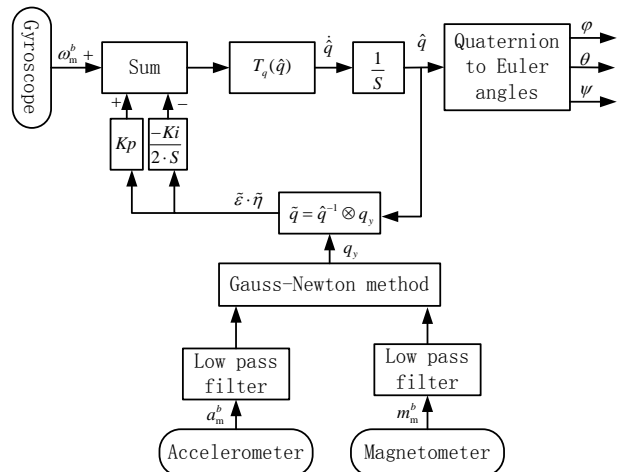 Gyroscope
ω_m^b +
Sum
+
−
T_q(q̂)
q̂̇
1
S
q̂
Quaternion
to Euler
angles
φ
θ
ψ
Kp
−Ki
2·S
ε̃·η̃
q̃ = q̂⁻¹ ⊗ q_y
q_y
Gauss-Newton method
Low pass
filter
Low pass
filter
a_m^b
m_m^b
Accelerometer
Magnetometer